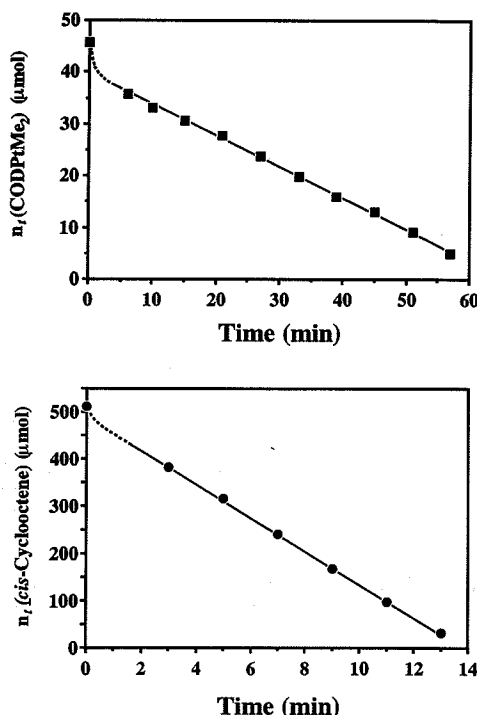 50
40
30
20
10
0
n_t(CODPtMe₂) (μmol)
0 10 20 30 40 50 60
Time (min)
500
400
300
200
100
0
n_t (cis-Cyclooctene) (μmol)
0 2 4 6 8 10 12 14
Time (min)